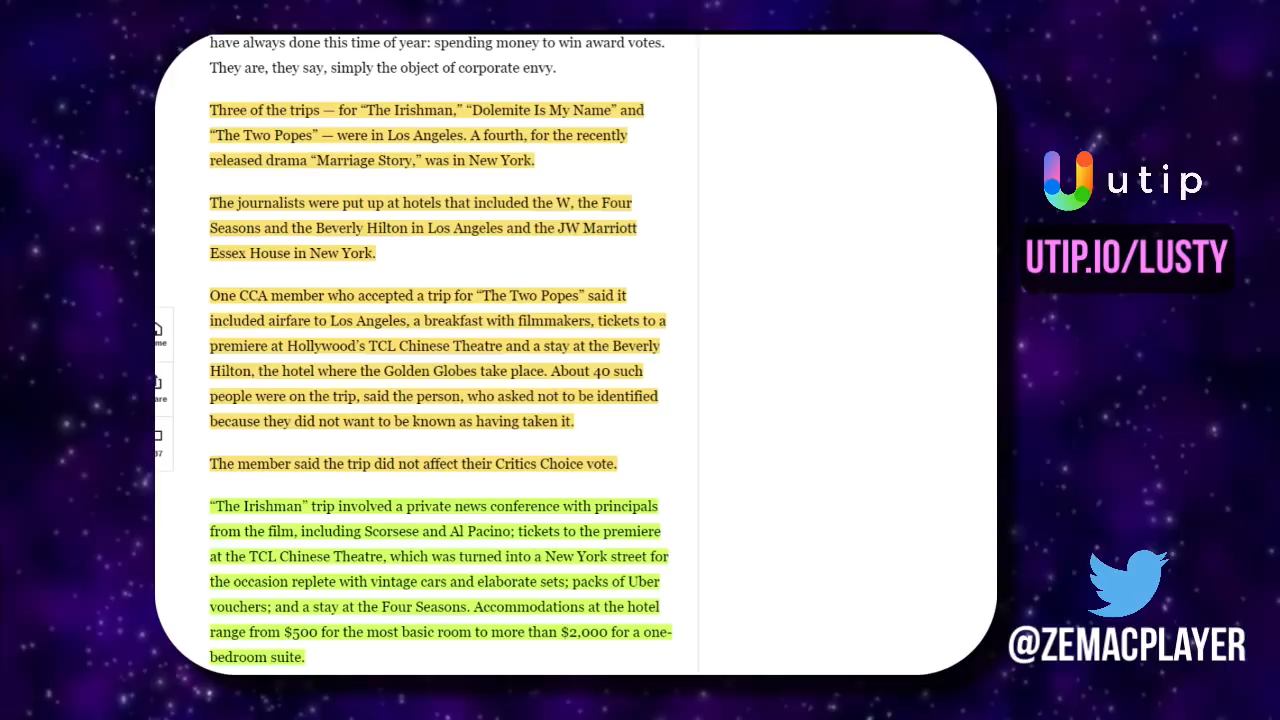 have always done this time of year: spending money to win award votes.
They are, they say, simply the object of corporate envy.
Three of the trips — for “The Irishman,” “Dolemite Is My Name” and
“The Two Popes” — were in Los Angeles. A fourth, for the recently
released drama “Marriage Story,” was in New York.
The journalists were put up at hotels that included the W, the Four
Seasons and the Beverly Hilton in Los Angeles and the JW Marriott
Essex House in New York.
One CCA member who accepted a trip for “The Two Popes” said it
included airfare to Los Angeles, a breakfast with filmmakers, tickets to a
premiere at Hollywood’s TCL Chinese Theatre and a stay at the Beverly
Hilton, the hotel where the Golden Globes take place. About 40 such
people were on the trip, said the person, who asked not to be identified
because they did not want to be known as having taken it.
The member said the trip did not affect their Critics Choice vote.
“The Irishman” trip involved a private news conference with principals
from the film, including Scorsese and Al Pacino; tickets to the premiere
at the TCL Chinese Theatre, which was turned into a New York street for
the occasion replete with vintage cars and elaborate sets; packs of Uber
vouchers; and a stay at the Four Seasons. Accommodations at the hotel
range from $500 for the most basic room to more than $2,000 for a one-
bedroom suite.
me
are
37
utip
UTIP.IO/LUSTY
@ZEMACPLAYER